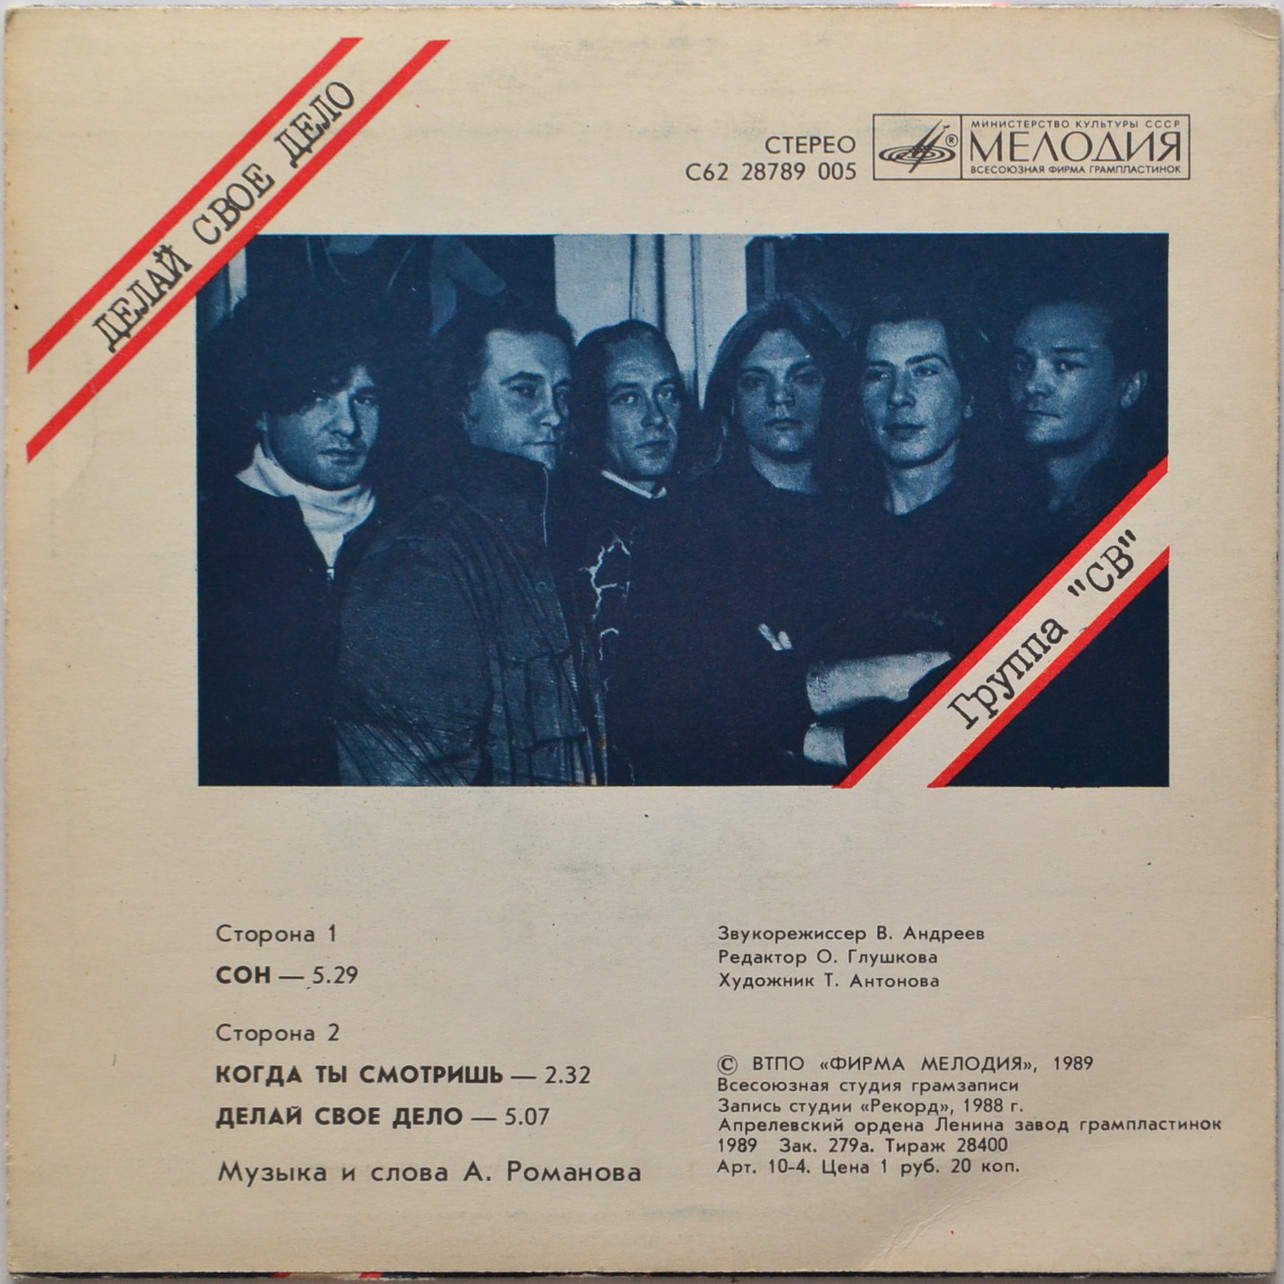 ДЕЛАЙ СВОЕ ДЕЛО
СТЕРЕО
С62 28789 005
МИНИСТЕРСТВО КУЛЬТУРЫ СССР
МЕЛОДИЯ
ВСЕСОЮЗНАЯ ФИРМА ГРАМПЛАСТИНОК
Группа "СВ"
Сторона 1
СОН — 5.29
Сторона 2
КОГДА ТЫ СМОТРИШЬ — 2.32
ДЕЛАЙ СВОЕ ДЕЛО — 5.07
Музыка и слова А. Романова
Звукорежиссер В. Андреев
Редактор О. Глушкова
Художник Т. Антонова
© ВТПО «ФИРМА МЕЛОДИЯ», 1989
Всесоюзная студия грамзаписи
Запись студии «Рекорд», 1988 г.
Апрелевский ордена Ленина завод грампластинок
1989 Зак. 279а. Тираж 28400
Арт. 10-4. Цена 1 руб. 20 коп.